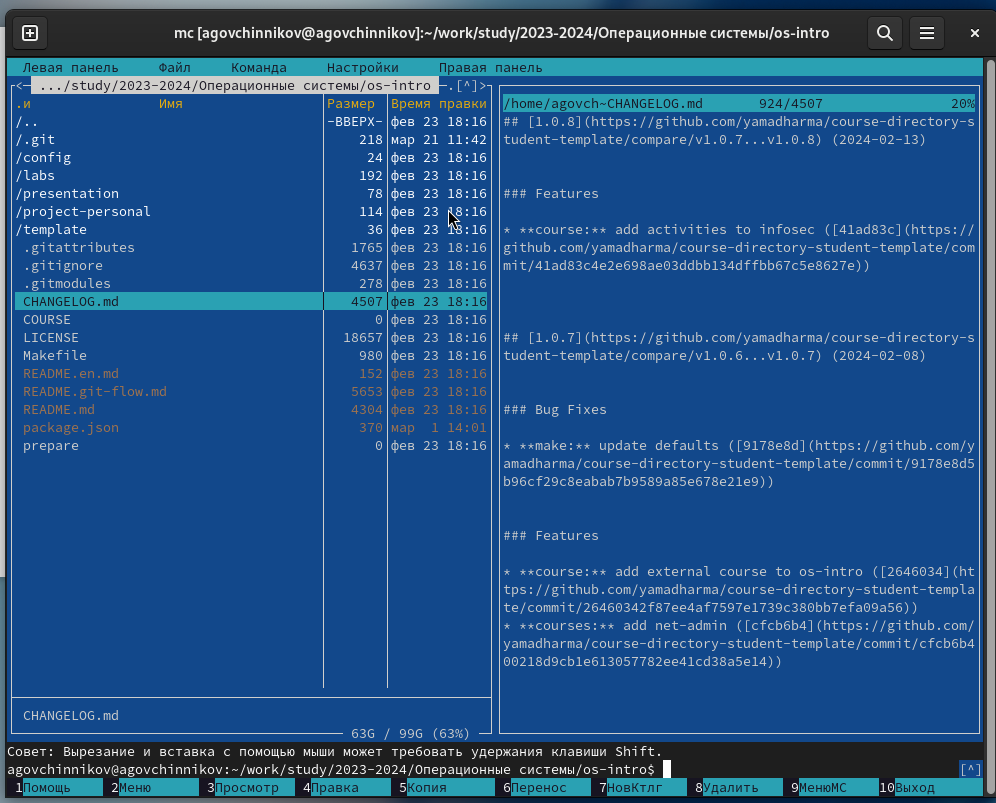 mc [agovchinnikov@agovchinnikov]:~/work/study/2023-2024/Операционные системы/os-intro
Левая панель Файл Команда Настройки Правая панель
<— .../study/2023-2024/Операционные системы/os-intro —.[^]>
.и Имя Размер Время правки
/.. -ВВЕРХ- фев 23 18:16
/.git 218 мар 21 11:42
/config 24 фев 23 18:16
/labs 192 фев 23 18:16
/presentation 78 фев 23 18:16
/project-personal 114 фев 23 18:16
/template 36 фев 23 18:16
.gitattributes 1765 фев 23 18:16
.gitignore 4637 фев 23 18:16
.gitmodules 278 фев 23 18:16
CHANGELOG.md 4507 фев 23 18:16
COURSE 0 фев 23 18:16
LICENSE 18657 фев 23 18:16
Makefile 980 фев 23 18:16
README.en.md 152 фев 23 18:16
README.git-flow.md 5653 фев 23 18:16
README.md 4304 фев 23 18:16
package.json 370 мар 1 14:01
prepare 0 фев 23 18:16
CHANGELOG.md
63G / 99G (63%)
/home/agovch~CHANGELOG.md 924/4507 20%
## [1.0.8](https://github.com/yamadharma/course-directory-s
tudent-template/compare/v1.0.7...v1.0.8) (2024-02-13)
### Features
* **course:** add activities to infosec ([41ad83c](https://
github.com/yamadharma/course-directory-student-template/com
mit/41ad83c4e2e698ae03ddbb134dffbb67c5e8627e))
## [1.0.7](https://github.com/yamadharma/course-directory-s
tudent-template/compare/v1.0.6...v1.0.7) (2024-02-08)
### Bug Fixes
* **make:** update defaults ([9178e8d](https://github.com/y
amadharma/course-directory-student-template/commit/9178e8d5
b96cf29c8eabab7b9589a85e678e21e9))
### Features
* **course:** add external course to os-intro ([2646034](ht
tps://github.com/yamadharma/course-directory-student-templa
te/commit/26460342f87ee4af7597e1739c380bb7efa09a56))
* **courses:** add net-admin ([cfcb6b4](https://github.com/
yamadharma/course-directory-student-template/commit/cfcb6b4
00218d9cb1e613057782ee41cd38a5e14))
Совет: Вырезание и вставка с помощью мыши может требовать удержания клавиши Shift.
agovchinnikov@agovchinnikov:~/work/study/2023-2024/Операционные системы/os-intro$ [^]
1Помощь 2Меню 3Просмотр 4Правка 5Копия 6Перенос 7НовКтлг 8Удалить 9МенюMC 10Выход